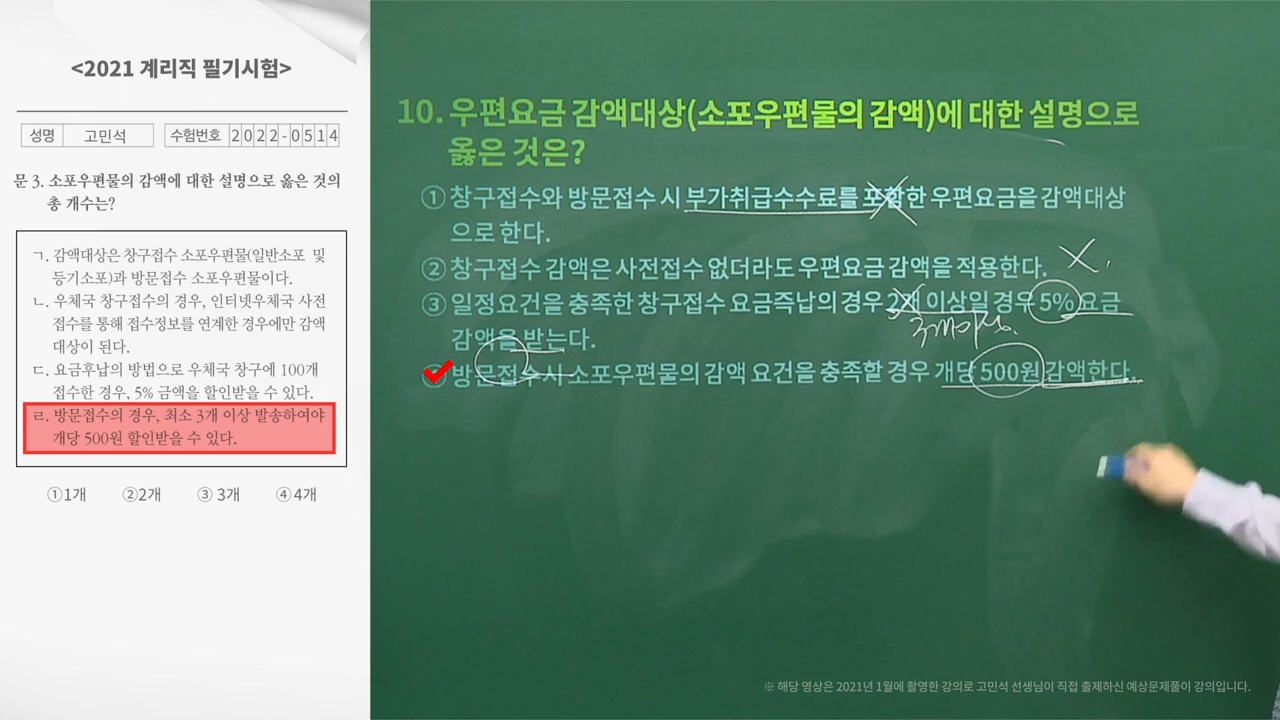 <2021 계리직 필기시험>
성명 고민석 수험번호 2022-0514
문 3. 소포우편물의 감액에 대한 설명으로 옳은 것의
총 개수는?
ㄱ. 감액대상은 창구접수 소포우편물(일반소포 및
등기소포)과 방문접수 소포우편물이다.
ㄴ. 우체국 창구접수의 경우, 인터넷우체국 사전
접수를 통해 접수정보를 연계한 경우에만 감액
대상이 된다.
ㄷ. 요금후납의 방법으로 우체국 창구에 100개
접수한 경우, 5% 금액을 할인받을 수 있다.
ㄹ. 방문접수의 경우, 최소 3개 이상 발송하여야
개당 500원 할인받을 수 있다.
①1개 ②2개 ③ 3개 ④ 4개
10. 우편요금 감액대상(소포우편물의 감액)에 대한 설명으로
옳은 것은?
① 창구접수와 방문접수 시 부가취급수수료를 포함한 우편요금을 감액대상
으로 한다.
② 창구접수 감액은 사전접수 없더라도 우편요금 감액을 적용한다.
③ 일정요건을 충족한 창구접수 요금즉납의 경우 2개 이상일 경우 5% 요금
3개이상.
감액을 받는다.
④ 방문접수시 소포우편물의 감액 요건을 충족할 경우 개당 500원 감액한다.
※ 해당 영상은 2021년 1월에 촬영한 강의로 고민석 선생님이 직접 출제하신 예상문제풀이 강의입니다.